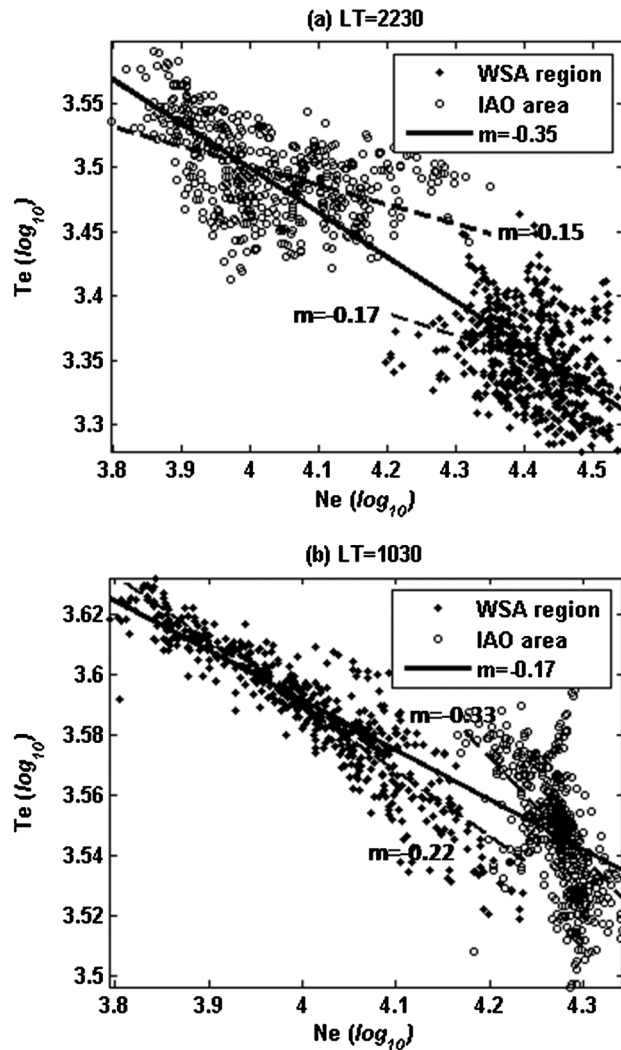 (a) LT=2230
WSA region
IAO area
m=-0.35
3.55
3.5
3.45
3.4
3.35
3.3
Te (log10)
m=-0.15
m=-0.17
3.8 3.9 4 4.1 4.2 4.3 4.4 4.5
Ne (log10)
(b) LT=1030
WSA region
IAO area
m=-0.17
3.62
3.6
3.58
3.56
3.54
3.52
3.5
Te (log10)
m=-0.33
m=-0.22
3.8 3.9 4 4.1 4.2 4.3
Ne (log10)